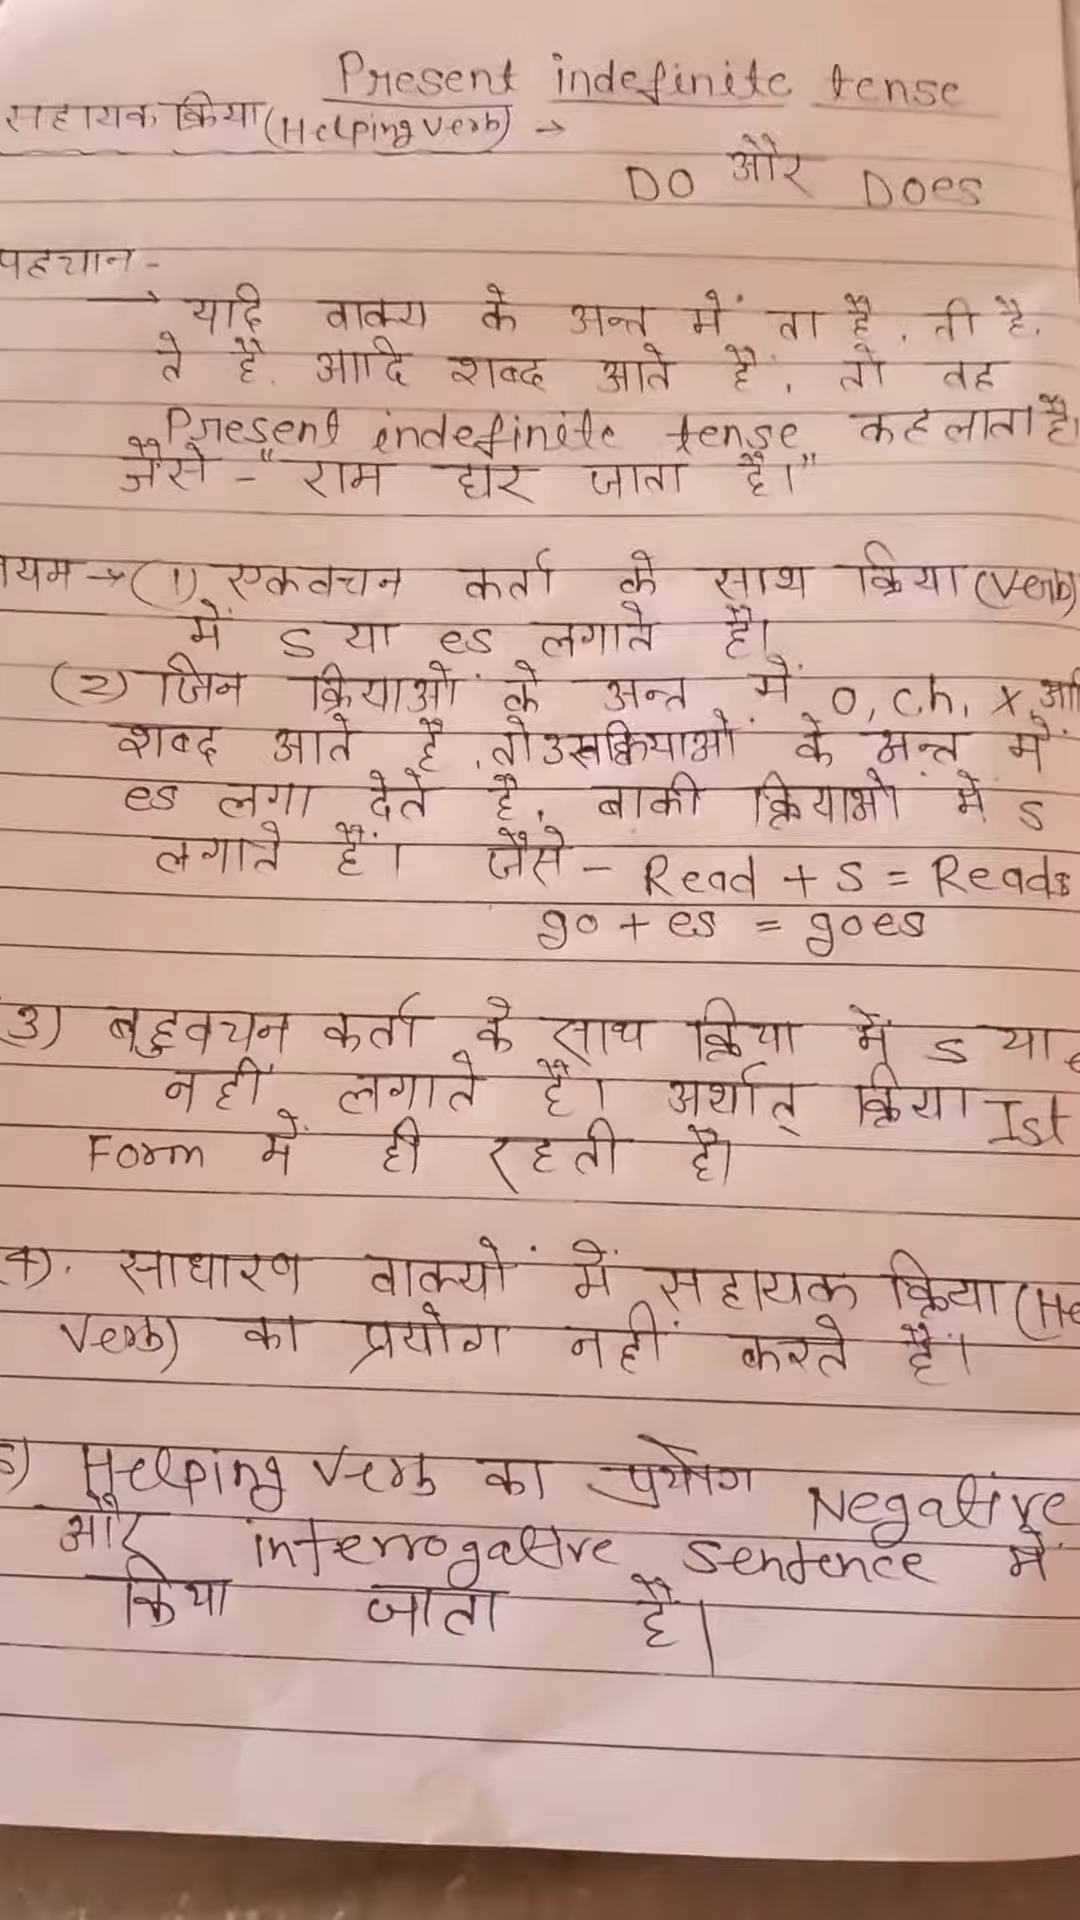 Present indefinite tense
सहायक क्रिया (Helping verb) →
DO और Does
पहचान -
→ यदि वाक्य के अन्त में ता है, ती है,
ते है, आदि शब्द आते है, तो वह
Present indefinite tense कहलाता है।
जैसे - "राम घर जाता है।"
यम → (1) एकवचन कर्ता के साथ क्रिया (Verb)
में s या es लगाते है।
(2) जिन क्रियाओं के अन्त में o, ch, x, आ
शब्द आते है, तो उस क्रियाओं के अन्त में
es लगा देते है, बाकी क्रियाओं में s
लगाते हैं। जैसे - Read + s = Reads
go + es = goes
3) बहुवचन कर्ता के साथ क्रिया में s या e
नहीं लगाते है। अर्थात् क्रिया Ist
Form में ही रहती है।
4). साधारण वाक्यों में सहायक क्रिया (He
Verb) का प्रयोग नहीं करते हैं।
) Helping Verb का प्रयोग Negative
और interrogative sentence में
किया जाता है।